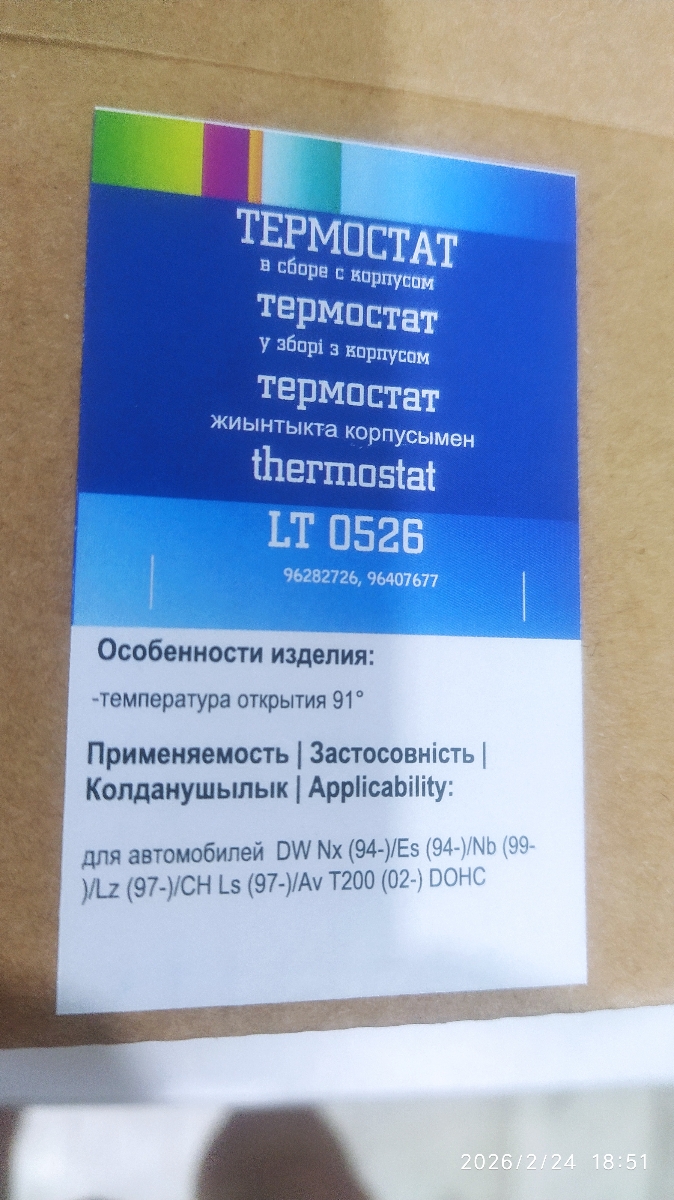 ТЕРМОСТАТ
в сборе с корпусом
термостат
у зборі з корпусом
термостат
жиынтыкта корпусымен
thermostat
LT 0526
96282726, 96407677
Особенности изделия:
-температура открытия 91°
Применяемость | Застосовність |
Колданушылык | Applicability:
для автомобилей DW Nx (94-)/Es (94-)/Nb (99-
)/Lz (97-)/CH Ls (97-)/Av T200 (02-) DOHC
2026/2/24 18:51